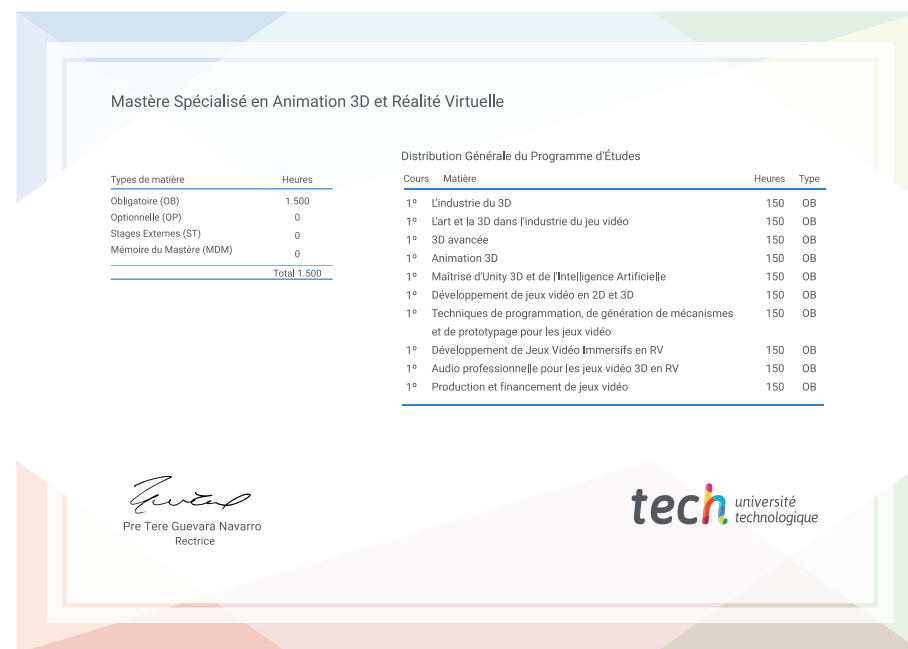 Mastère Spécialisé en Animation 3D et Réalité Virtuelle
Types de matière Heures
Obligatoire (OB) 1.500
Optionnelle (OP) 0
Stages Externes (ST) 0
Mémoire du Mastère (MDM) 0
Total 1.500
Distribution Générale du Programme d'Études
Cours Matière Heures Type
1º L'industrie du 3D 150 OB
1º L'art et la 3D dans l'industrie du jeu vidéo 150 OB
1º 3D avancée 150 OB
1º Animation 3D 150 OB
1º Maîtrise d'Unity 3D et de l'Intelligence Artificielle 150 OB
1º Développement de jeux vidéo en 2D et 3D 150 OB
1º Techniques de programmation, de génération de mécanismes 150 OB
et de prototypage pour les jeux vidéo
1º Développement de Jeux Vidéo Immersifs en RV 150 OB
1º Audio professionnelle pour les jeux vidéo 3D en RV 150 OB
1º Production et financement de jeux vidéo 150 OB
Pre Tere Guevara Navarro
Rectrice
tech université
technologique